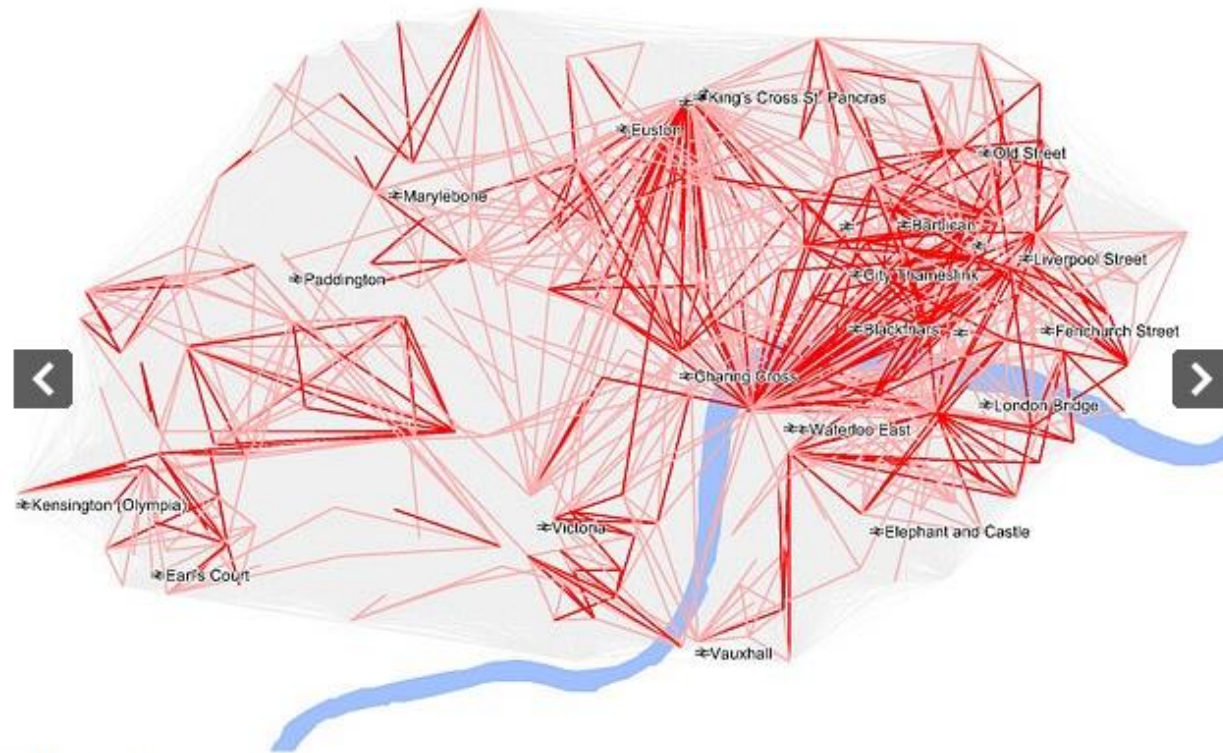 King's Cross St. Pancras
Euston
Old Street
Marylebone
Barbican
Liverpool Street
City Thameslink
Paddington
Blackfriars
Fenchurch Street
Charing Cross
London Bridge
Waterloo East
Kensington (Olympia)
Victoria
Elephant and Castle
Earl's Court
Vauxhall